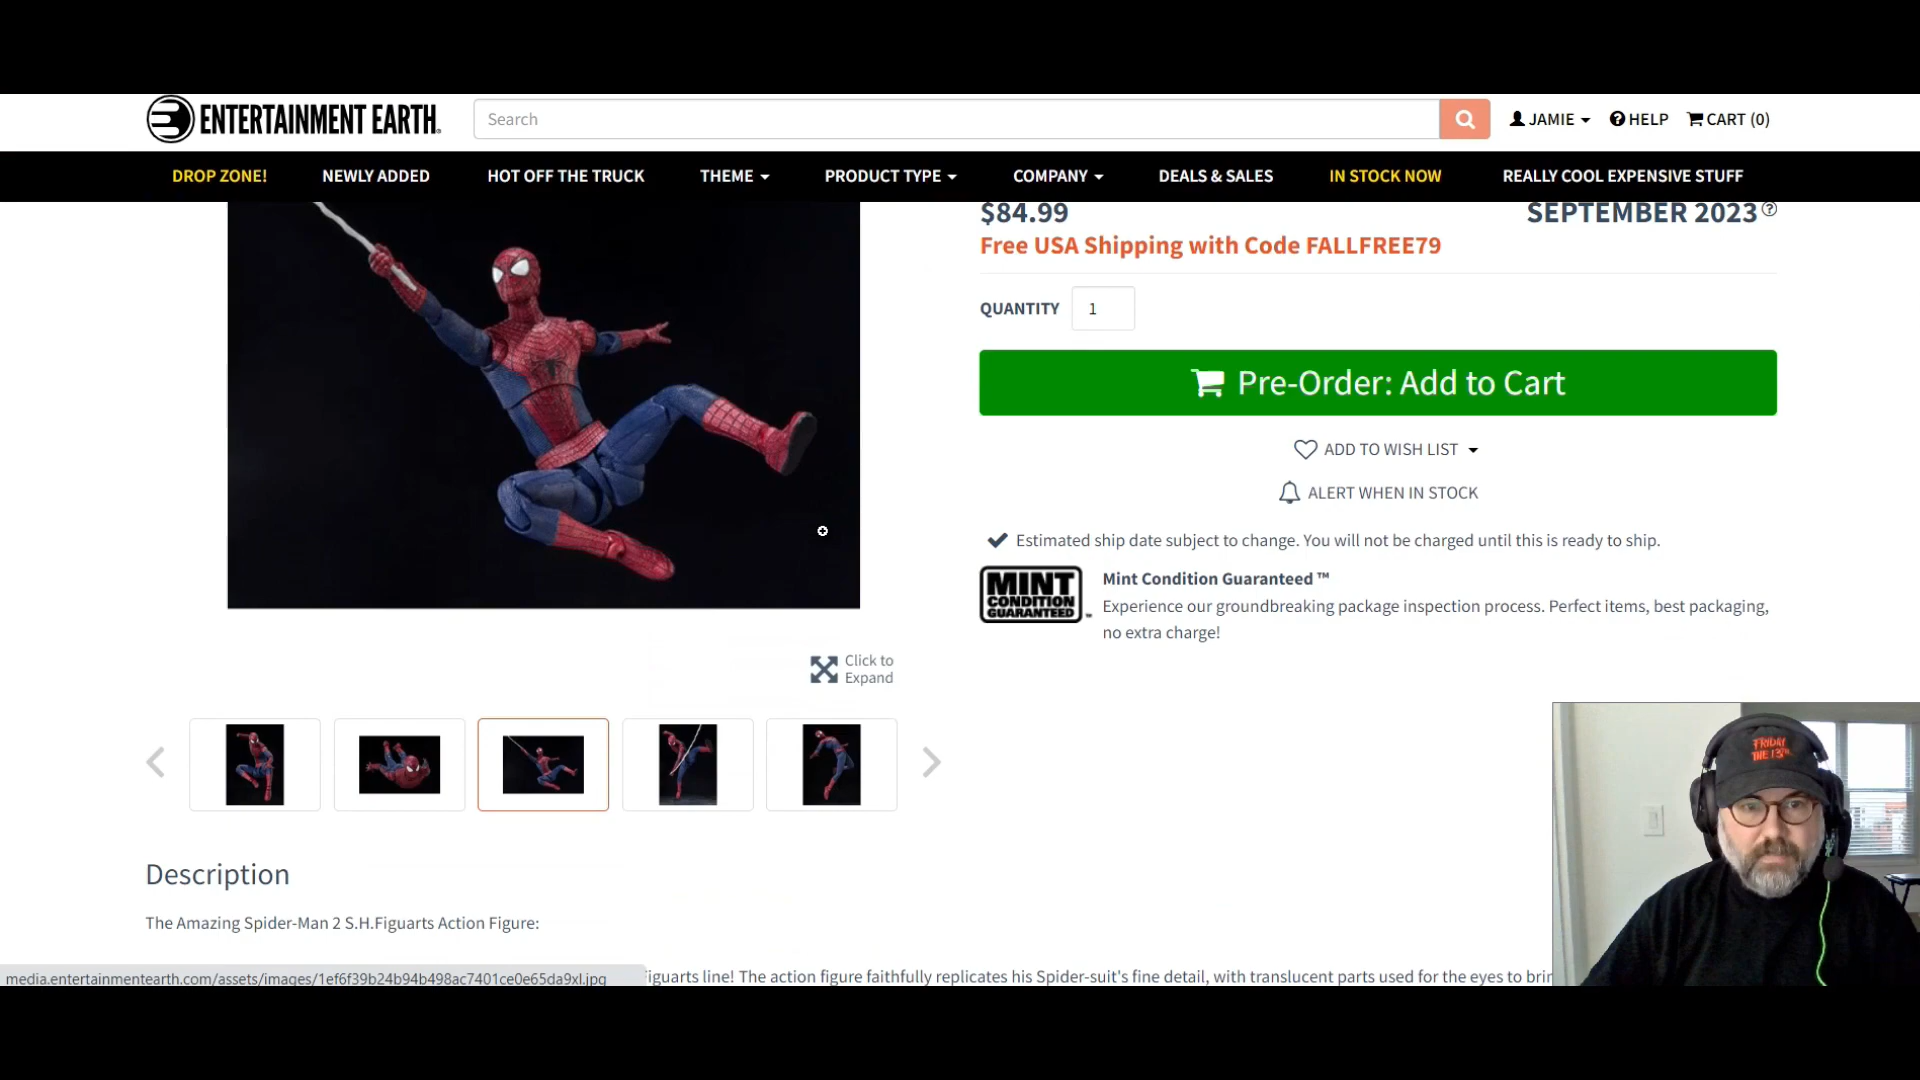 ENTERTAINMENT EARTH
Search
JAMIE
HELP
CART (0)
DROP ZONE!
NEWLY ADDED
HOT OFF THE TRUCK
THEME
PRODUCT TYPE
COMPANY
DEALS & SALES
IN STOCK NOW
REALLY COOL EXPENSIVE STUFF
$84.99
SEPTEMBER 2023
Free USA Shipping with Code FALLFREE79
QUANTITY
1
Pre-Order: Add to Cart
ADD TO WISH LIST
ALERT WHEN IN STOCK
Estimated ship date subject to change. You will not be charged until this is ready to ship.
MINT
CONDITION
GUARANTEED
Mint Condition Guaranteed ™
Experience our groundbreaking package inspection process. Perfect items, best packaging,
no extra charge!
Click to
Expand
FRIDAY
THE 13TH
Description
The Amazing Spider-Man 2 S.H.Figuarts Action Figure:
media.entertainmentearth.com/assets/images/1ef6f39b24b94b498ac7401ce0e65da9xl.jpg
Figuarts line! The action figure faithfully replicates his Spider-suit's fine detail, with translucent parts used for the eyes to brin